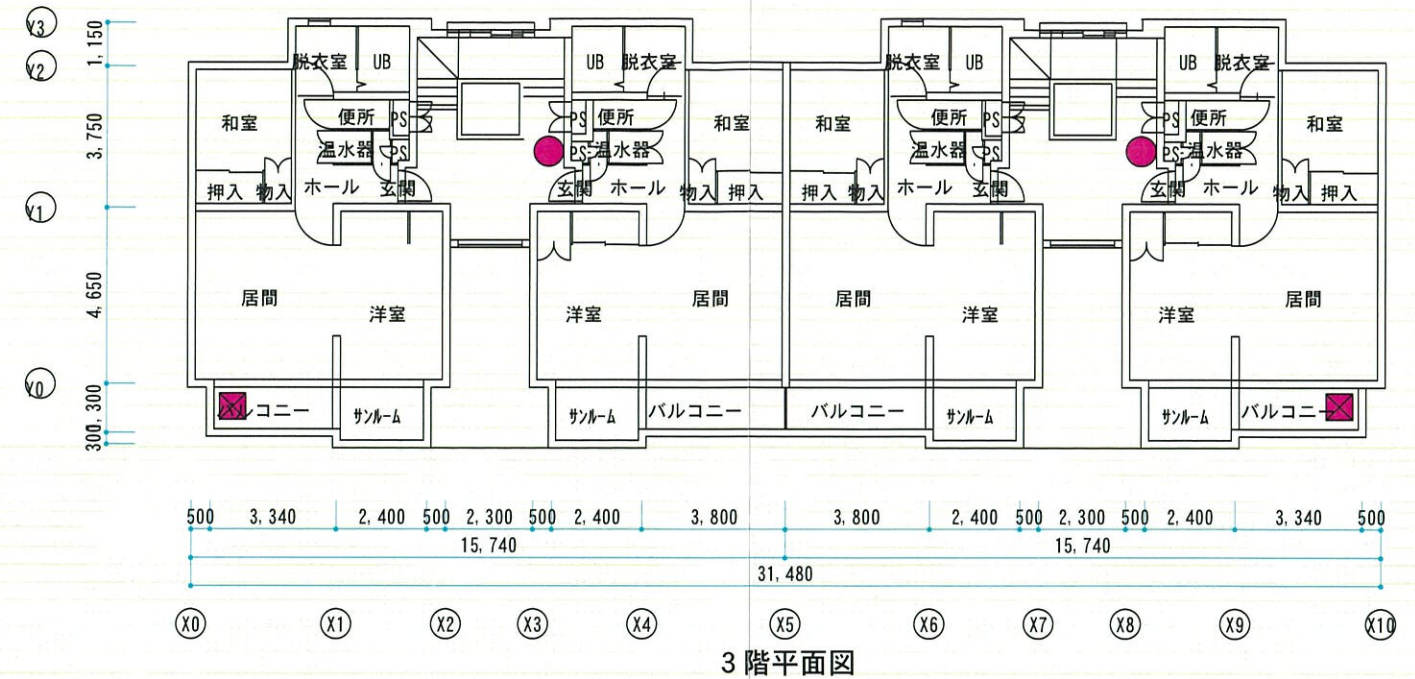 Y3
1,150
Y2
3,750
Y1
4,650
Y0
1,300
300
脱衣室 UB UB 脱衣室 脱衣室 UB UB 脱衣室
和室 便所 PS PS 便所 和室 和室 便所 PS PS 便所 和室
温水器 PS PS 温水器 温水器 PS PS 温水器
押入 物入 ホール 玄関 玄関 ホール 物入 押入 押入 物入 ホール 玄関 玄関 ホール 物入 押入
居間 洋室 洋室 居間 居間 洋室 洋室 居間
バルコニー サンルーム サンルーム バルコニー バルコニー サンルーム サンルーム バルコニー
500 3,340 2,400 500 2,300 500 2,400 3,800 3,800 2,400 500 2,300 500 2,400 3,340 500
15,740 15,740
31,480
X0 X1 X2 X3 X4 X5 X6 X7 X8 X9 X10
3階平面図